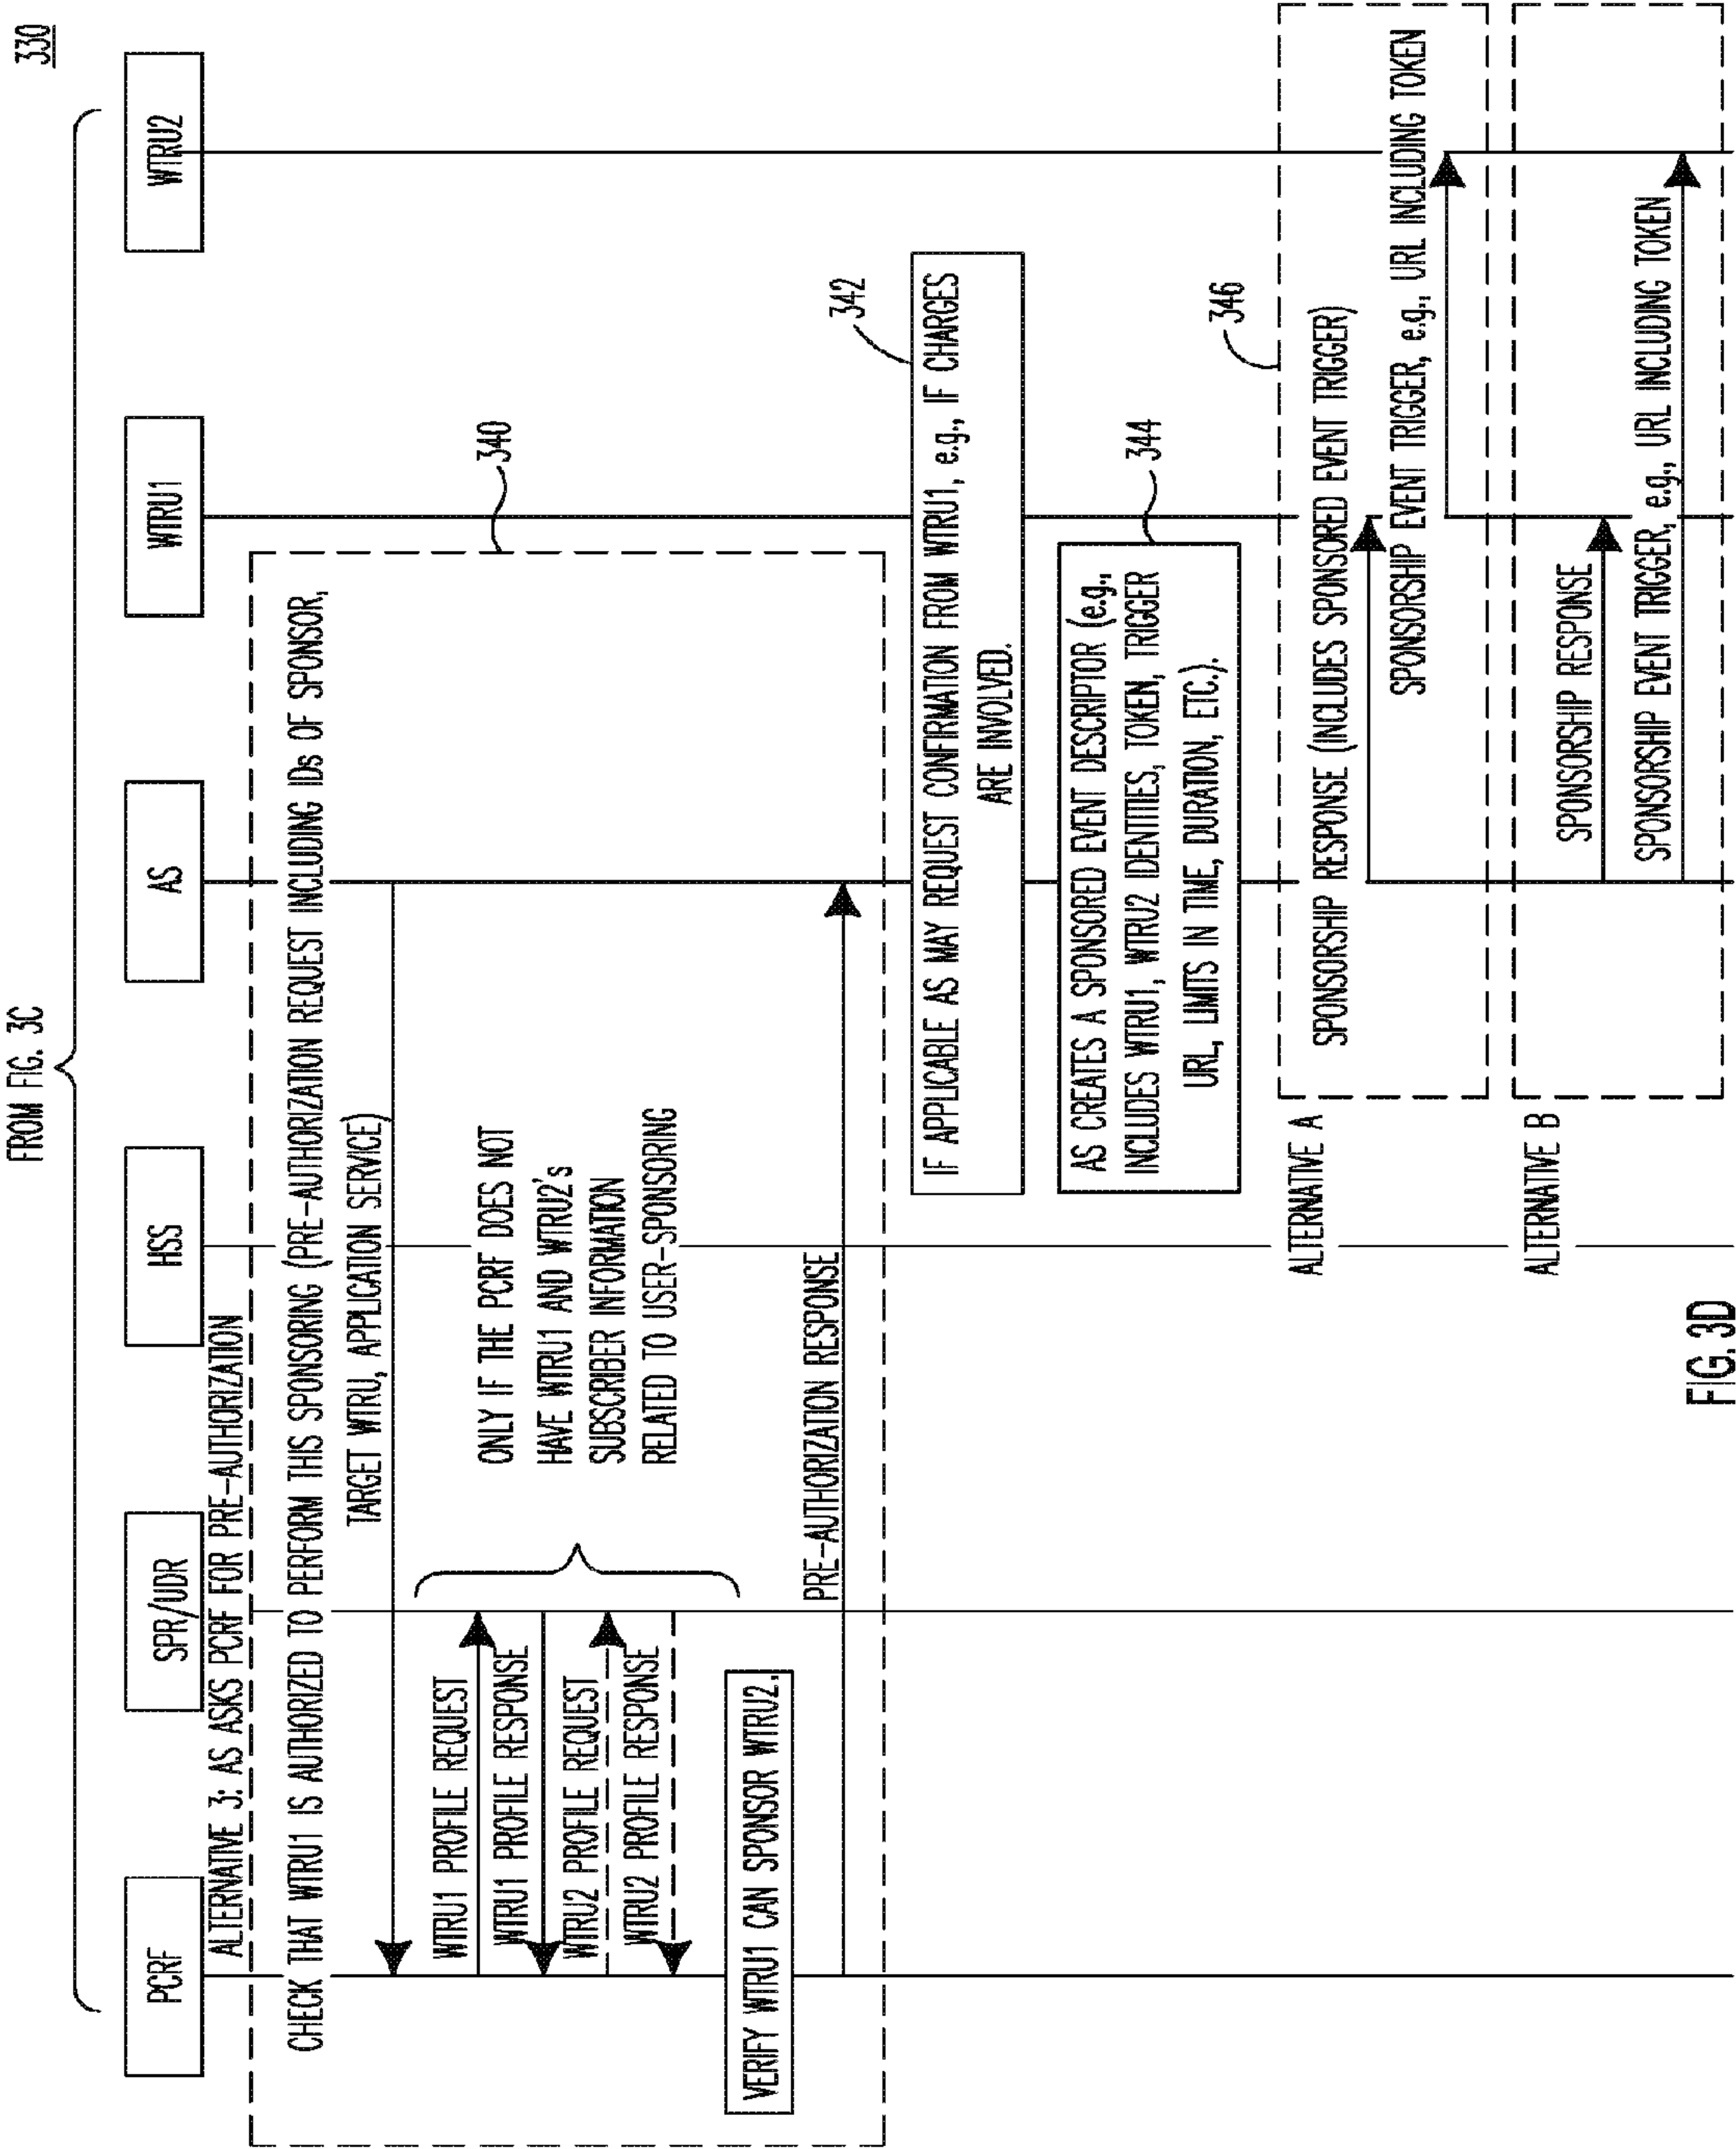 330
FROM FIG. 3C
PCRF
SPR/UDR
HSS
AS
WTRU1
WTRU2
ALTERNATIVE 3: AS ASKS PCRF FOR PRE-AUTHORIZATION
CHECK THAT WTRU1 IS AUTHORIZED TO PERFORM THIS SPONSORING (PRE-AUTHORIZATION REQUEST INCLUDING IDs OF SPONSOR,
TARGET WTRU, APPLICATION SERVICE)
340
WTRU1 PROFILE REQUEST
WTRU1 PROFILE RESPONSE
WTRU2 PROFILE REQUEST
WTRU2 PROFILE RESPONSE
ONLY IF THE PCRF DOES NOT
HAVE WTRU1 AND WTRU2's
SUBSCRIBER INFORMATION
RELATED TO USER-SPONSORING
VERIFY WTRU1 CAN SPONSOR WTRU2.
PRE-AUTHORIZATION RESPONSE
342
IF APPLICABLE AS MAY REQUEST CONFIRMATION FROM WTRU1, e.g., IF CHARGES
ARE INVOLVED.
344
AS CREATES A SPONSORED EVENT DESCRIPTOR (e.g.,
INCLUDES WTRU1, WTRU2 IDENTITIES, TOKEN, TRIGGER
URL, LIMITS IN TIME, DURATION, ETC.).
346
ALTERNATIVE A
SPONSORSHIP RESPONSE (INCLUDES SPONSORED EVENT TRIGGER)
SPONSORSHIP EVENT TRIGGER, e.g., URL INCLUDING TOKEN
ALTERNATIVE B
SPONSORSHIP RESPONSE
SPONSORSHIP EVENT TRIGGER, e.g., URL INCLUDING TOKEN
FIG. 3D